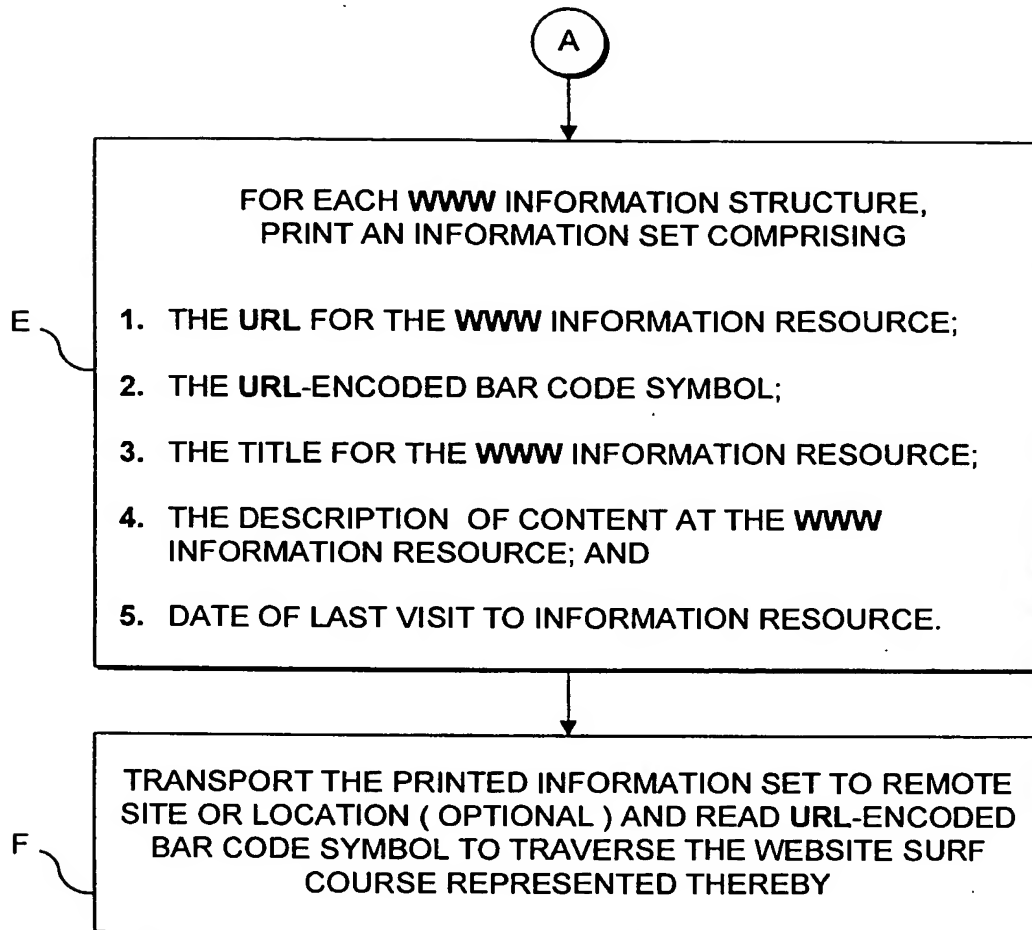 A
FOR EACH WWW INFORMATION STRUCTURE,
PRINT AN INFORMATION SET COMPRISING
E
1. THE URL FOR THE WWW INFORMATION RESOURCE;
2. THE URL-ENCODED BAR CODE SYMBOL;
3. THE TITLE FOR THE WWW INFORMATION RESOURCE;
4. THE DESCRIPTION OF CONTENT AT THE WWW
INFORMATION RESOURCE; AND
5. DATE OF LAST VISIT TO INFORMATION RESOURCE.
TRANSPORT THE PRINTED INFORMATION SET TO REMOTE
SITE OR LOCATION ( OPTIONAL ) AND READ URL-ENCODED
F
BAR CODE SYMBOL TO TRAVERSE THE WEBSITE SURF
COURSE REPRESENTED THEREBY